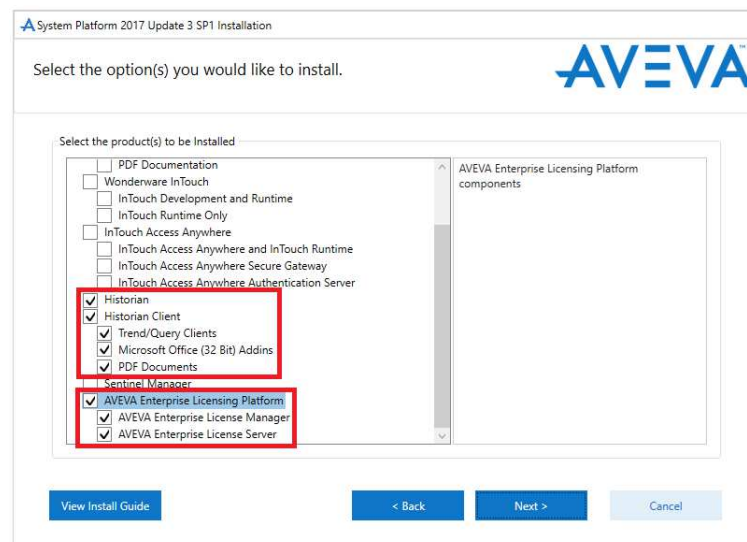 System Platform 2017 Update 3 SP1 Installation
Select the option(s) you would like to install.
AVEVA™
Select the product(s) to be Installed
PDF Documentation
Wonderware InTouch
InTouch Development and Runtime
InTouch Runtime Only
InTouch Access Anywhere
InTouch Access Anywhere and InTouch Runtime
InTouch Access Anywhere Secure Gateway
InTouch Access Anywhere Authentication Server
Historian
Historian Client
Trend/Query Clients
Microsoft Office (32 Bit) Addins
PDF Documents
Sentinel Manager
AVEVA Enterprise Licensing Platform
AVEVA Enterprise License Manager
AVEVA Enterprise License Server
AVEVA Enterprise Licensing Platform
components
View Install Guide
< Back
Next >
Cancel